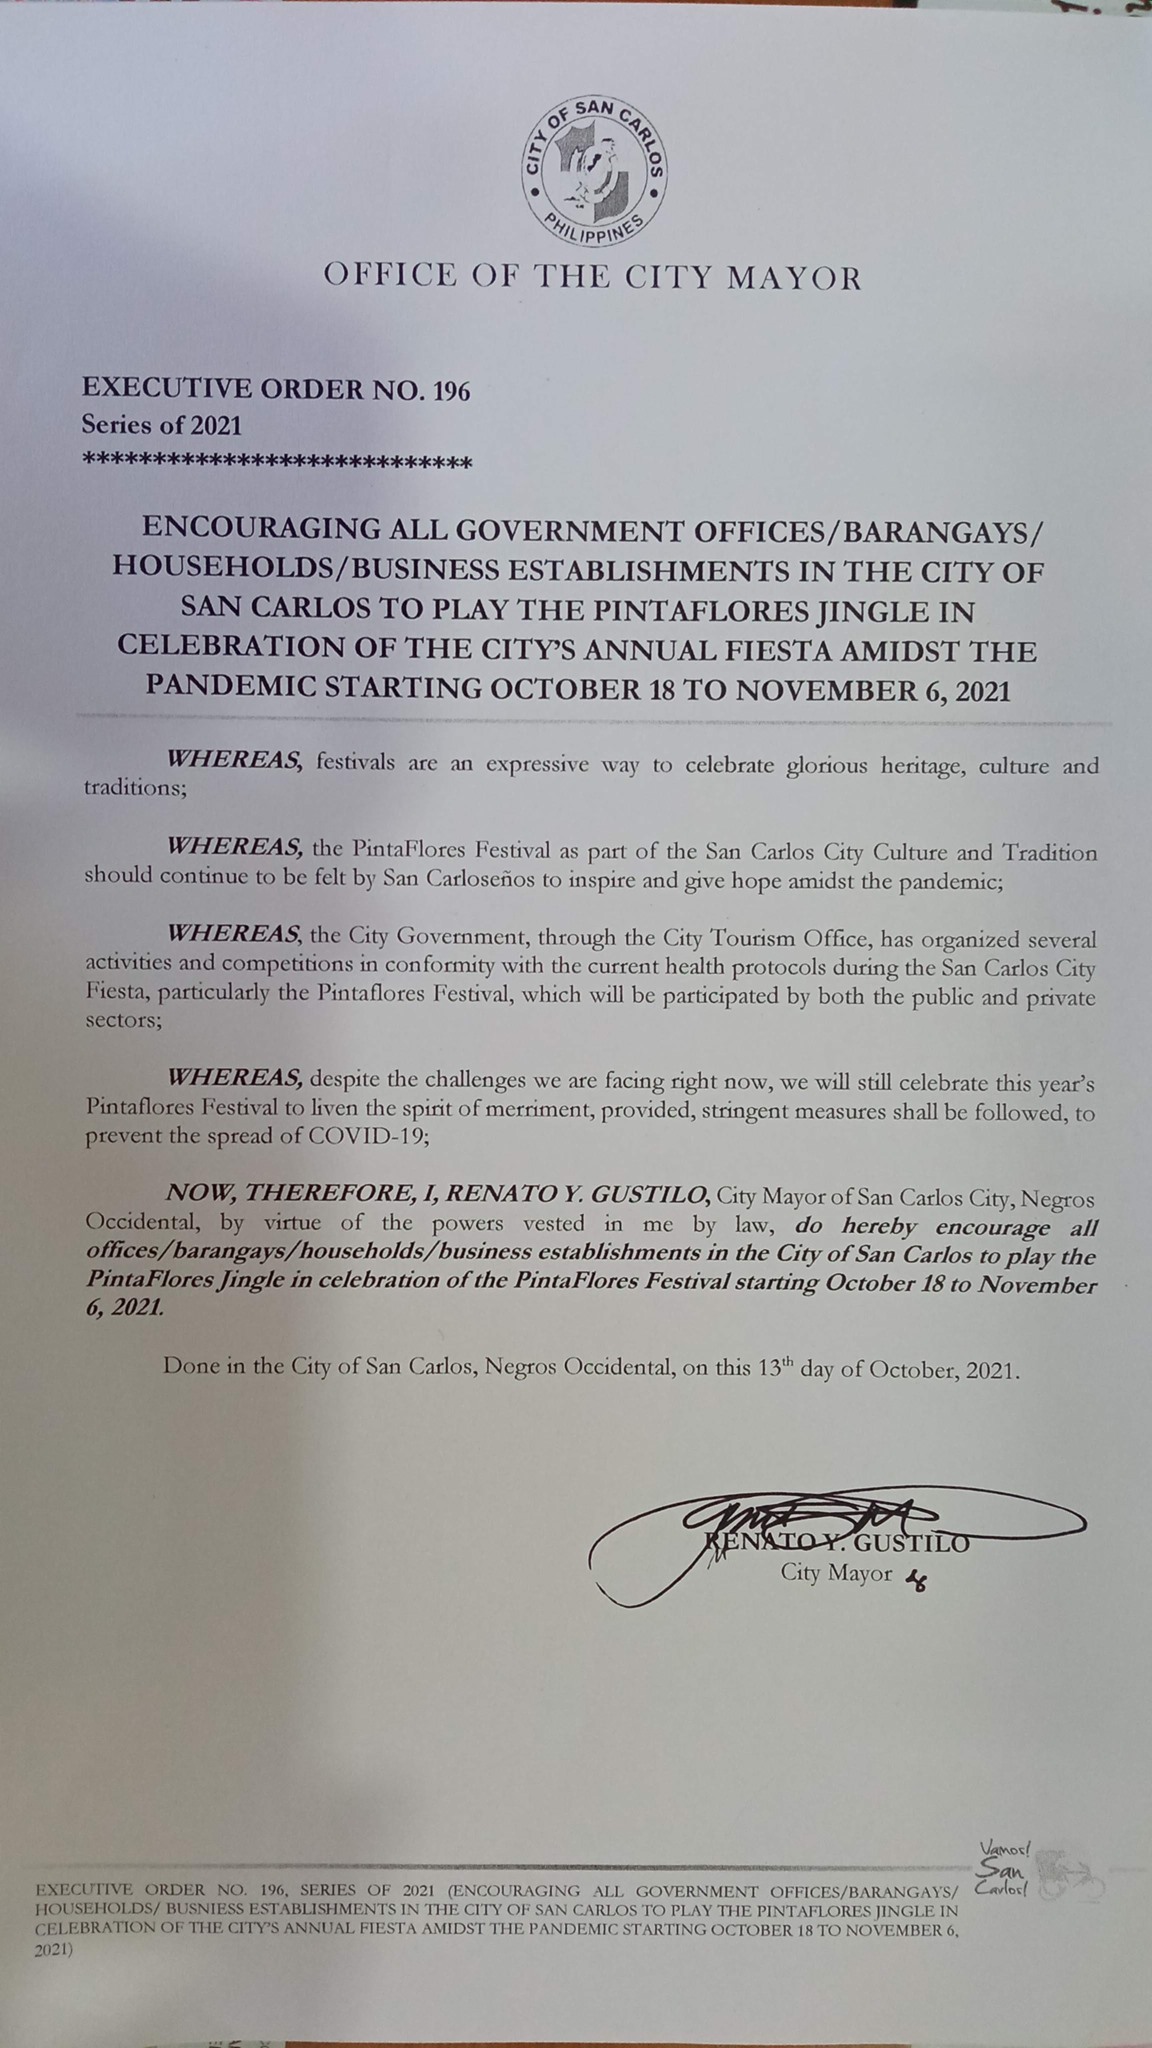 CITY OF SAN CARLOS
PHILIPPINES
OFFICE OF THE CITY MAYOR
EXECUTIVE ORDER NO. 196
Series of 2021
****************************
ENCOURAGING ALL GOVERNMENT OFFICES/BARANGAYS/
HOUSEHOLDS/BUSINESS ESTABLISHMENTS IN THE CITY OF
SAN CARLOS TO PLAY THE PINTAFLORES JINGLE IN
CELEBRATION OF THE CITY'S ANNUAL FIESTA AMIDST THE
PANDEMIC STARTING OCTOBER 18 TO NOVEMBER 6, 2021
WHEREAS, festivals are an expressive way to celebrate glorious heritage, culture and
traditions;
WHEREAS, the PintaFlores Festival as part of the San Carlos City Culture and Tradition
should continue to be felt by San Carloseños to inspire and give hope amidst the pandemic;
WHEREAS, the City Government, through the City Tourism Office, has organized several
activities and competitions in conformity with the current health protocols during the San Carlos City
Fiesta, particularly the Pintaflores Festival, which will be participated by both the public and private
sectors;
WHEREAS, despite the challenges we are facing right now, we will still celebrate this year's
Pintaflores Festival to liven the spirit of merriment, provided, stringent measures shall be followed, to
prevent the spread of COVID-19;
NOW, THEREFORE, I, RENATO Y. GUSTILO, City Mayor of San Carlos City, Negros
Occidental, by virtue of the powers vested in me by law, do hereby encourage all
offices/barangays/households/business establishments in the City of San Carlos to play the
PintaFlores Jingle in celebration of the PintaFlores Festival starting October 18 to November
6, 2021.
Done in the City of San Carlos, Negros Occidental, on this 13th day of October, 2021.
RENATO Y. GUSTILO
City Mayor
Vamos!
San
Carlos!
EXECUTIVE ORDER NO. 196, SERIES OF 2021 (ENCOURAGING ALL GOVERNMENT OFFICES/BARANGAYS/
HOUSEHOLDS/ BUSNIESS ESTABLISHMENTS IN THE CITY OF SAN CARLOS TO PLAY THE PINTAFLORES JINGLE IN
CELEBRATION OF THE CITY'S ANNUAL FIESTA AMIDST THE PANDEMIC STARTING OCTOBER 18 TO NOVEMBER 6,
2021)